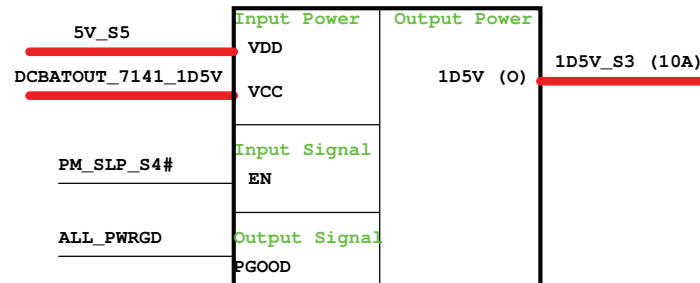 Input Power Output Power
5V_S5 VDD
1D5V (O) 1D5V_S3 (10A)
DCBATOUT_7141_1D5V VCC
Input Signal
PM_SLP_S4# EN
ALL_PWRGD Output Signal
PGOOD